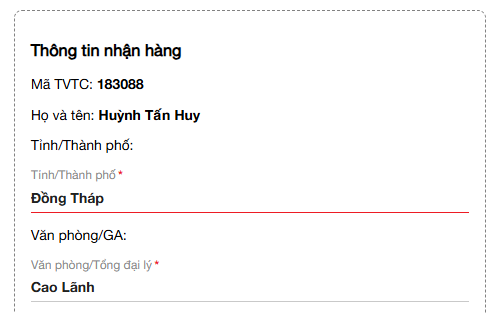 Thông tin nhận hàng
Mã TVTC: 183088
Họ và tên: Huỳnh Tấn Huy
Tỉnh/Thành phố:
Tỉnh/Thành phố *
Đồng Tháp
Văn phòng/GA:
Văn phòng/Tổng đại lý *
Cao Lãnh